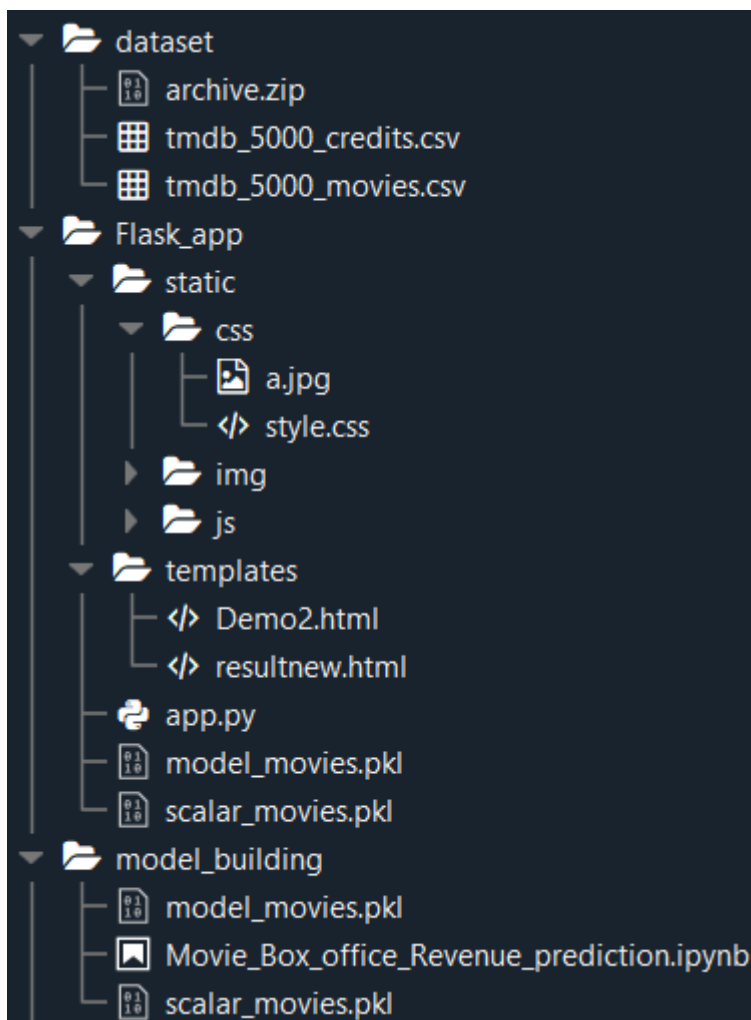 dataset
archive.zip
tmdb_5000_credits.csv
tmdb_5000_movies.csv
Flask_app
static
css
a.jpg
style.css
img
js
templates
Demo2.html
resultnew.html
app.py
model_movies.pkl
scalar_movies.pkl
model_building
model_movies.pkl
Movie_Box_office_Revenue_prediction.ipynb
scalar_movies.pkl